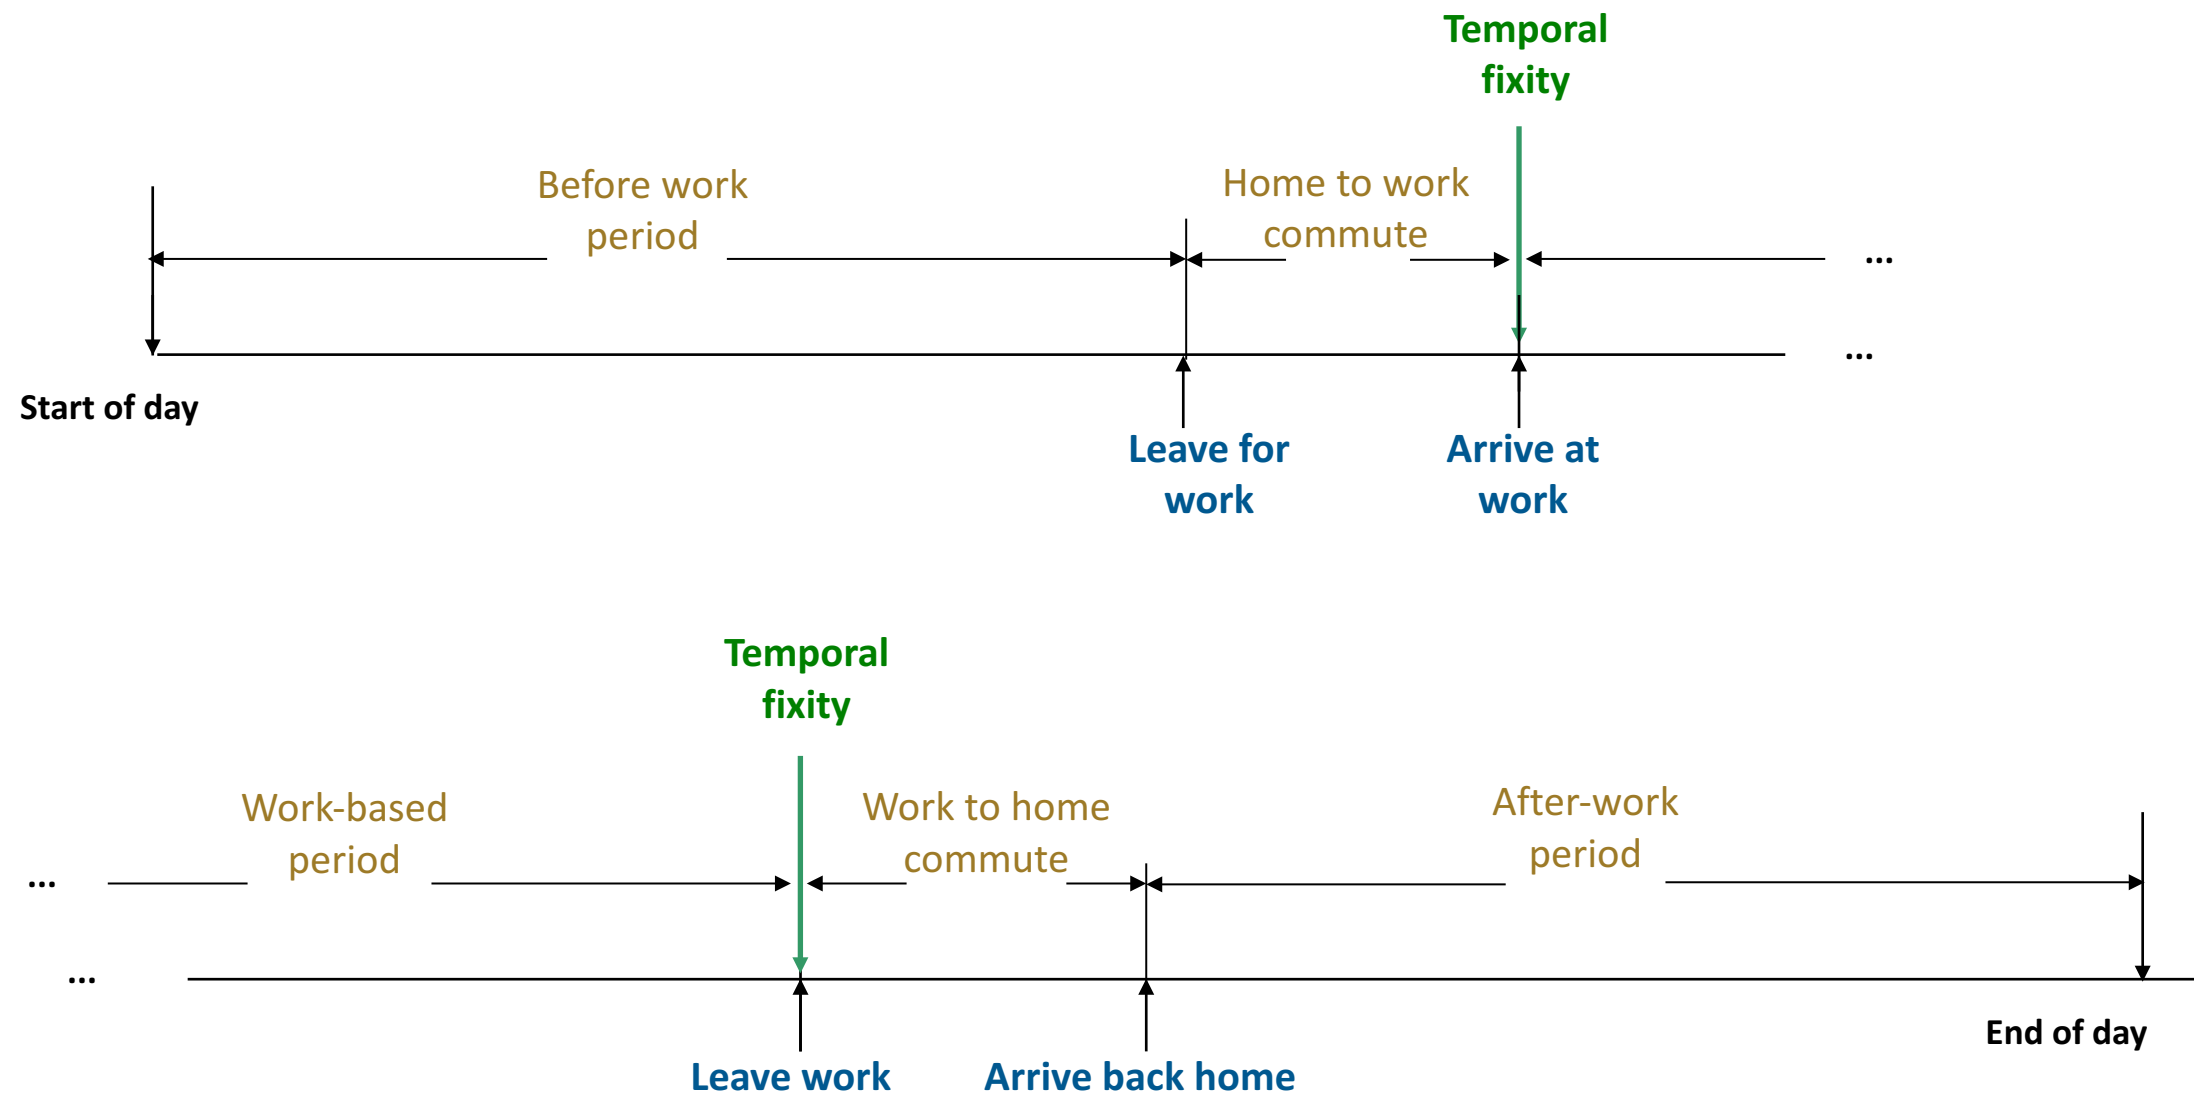 Temporal
fixity
Before work
period
Home to work
commute
...
...
Start of day
Leave for
work
Arrive at
work
Temporal
fixity
Work-based
period
Work to home
commute
After-work
period
...
...
End of day
Leave work
Arrive back home